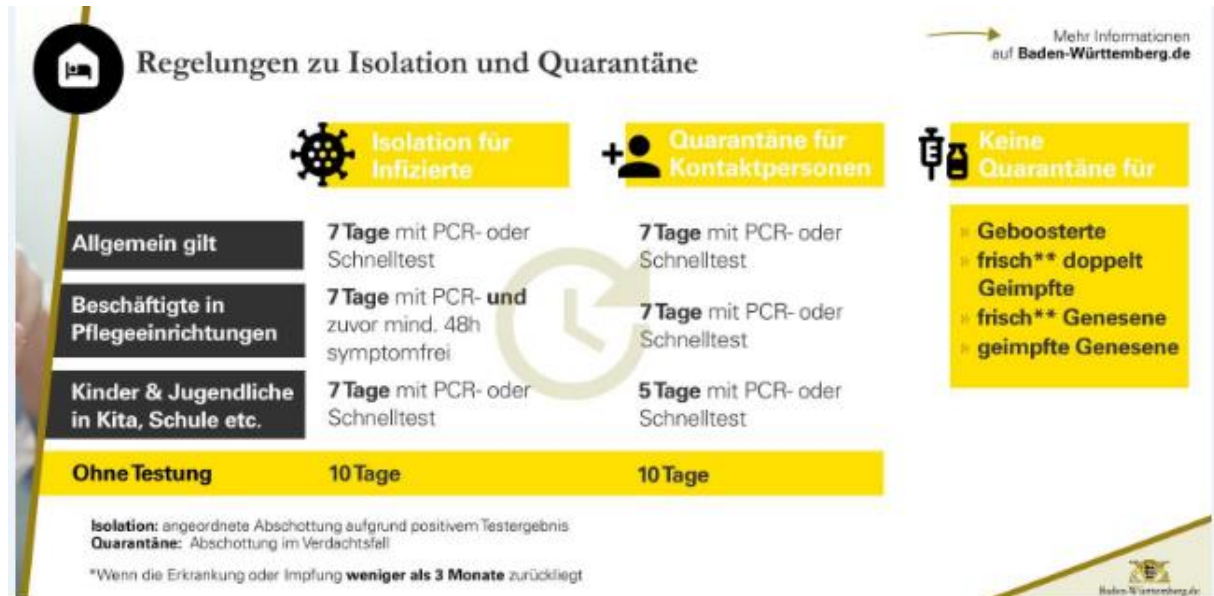 Regelungen zu Isolation und Quarantäne
Mehr Informationen
auf Baden-Württemberg.de
Isolation für
Infizierte
Quarantäne für
Kontaktpersonen
Keine
Quarantäne für
Allgemein gilt
7 Tage mit PCR- oder
Schnelltest
7 Tage mit PCR- oder
Schnelltest
Beschäftigte in
Pflegeeinrichtungen
7 Tage mit PCR- und
zuvor mind. 48h
symptomfrei
7 Tage mit PCR- oder
Schnelltest
Kinder & Jugendliche
in Kita, Schule etc.
7 Tage mit PCR- oder
Schnelltest
5 Tage mit PCR- oder
Schnelltest
Ohne Testung
10 Tage
10 Tage
» Geboosterte
» frisch** doppelt
Geimpfte
» frisch** Genesene
» geimpfte Genesene
Isolation: angeordnete Abschottung aufgrund positivem Testergebnis
Quarantäne: Abschottung im Verdachtsfall
*Wenn die Erkrankung oder Impfung weniger als 3 Monate zurückliegt
Baden-Württemberg.de